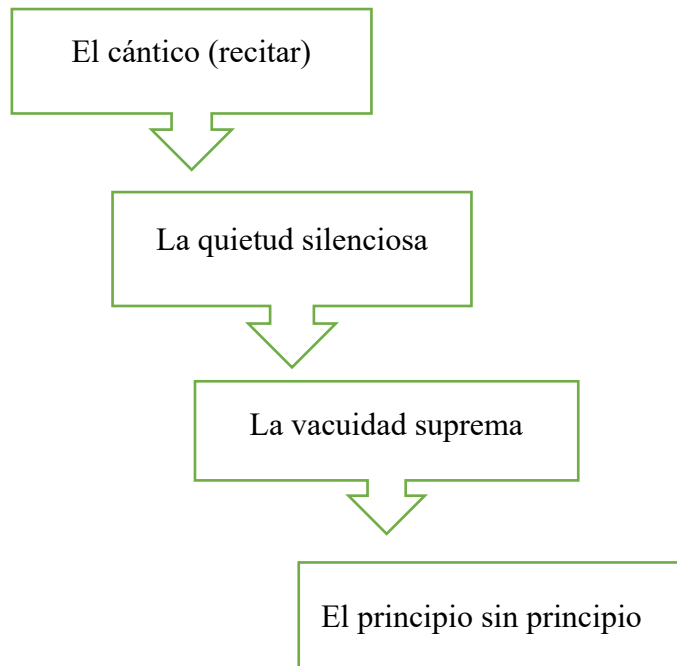 El cántico (recitar)
La quietud silenciosa
La vacuidad suprema
El principio sin principio